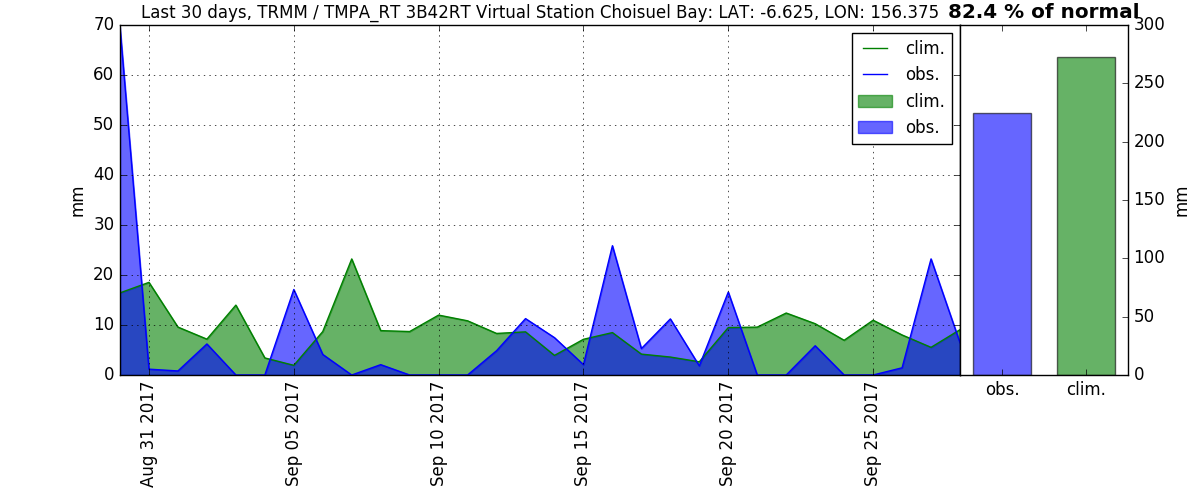 Last 30 days, TRMM / TMPA_RT 3B42RT Virtual Station Choisuel Bay: LAT: -6.625, LON: 156.375
82.4 % of normal
70
60
50
40
30
20
10
0
mm
clim.
obs.
clim.
obs.
Aug 31 2017
Sep 05 2017
Sep 10 2017
Sep 15 2017
Sep 20 2017
Sep 25 2017
300
250
200
150
100
50
0
mm
obs.
clim.